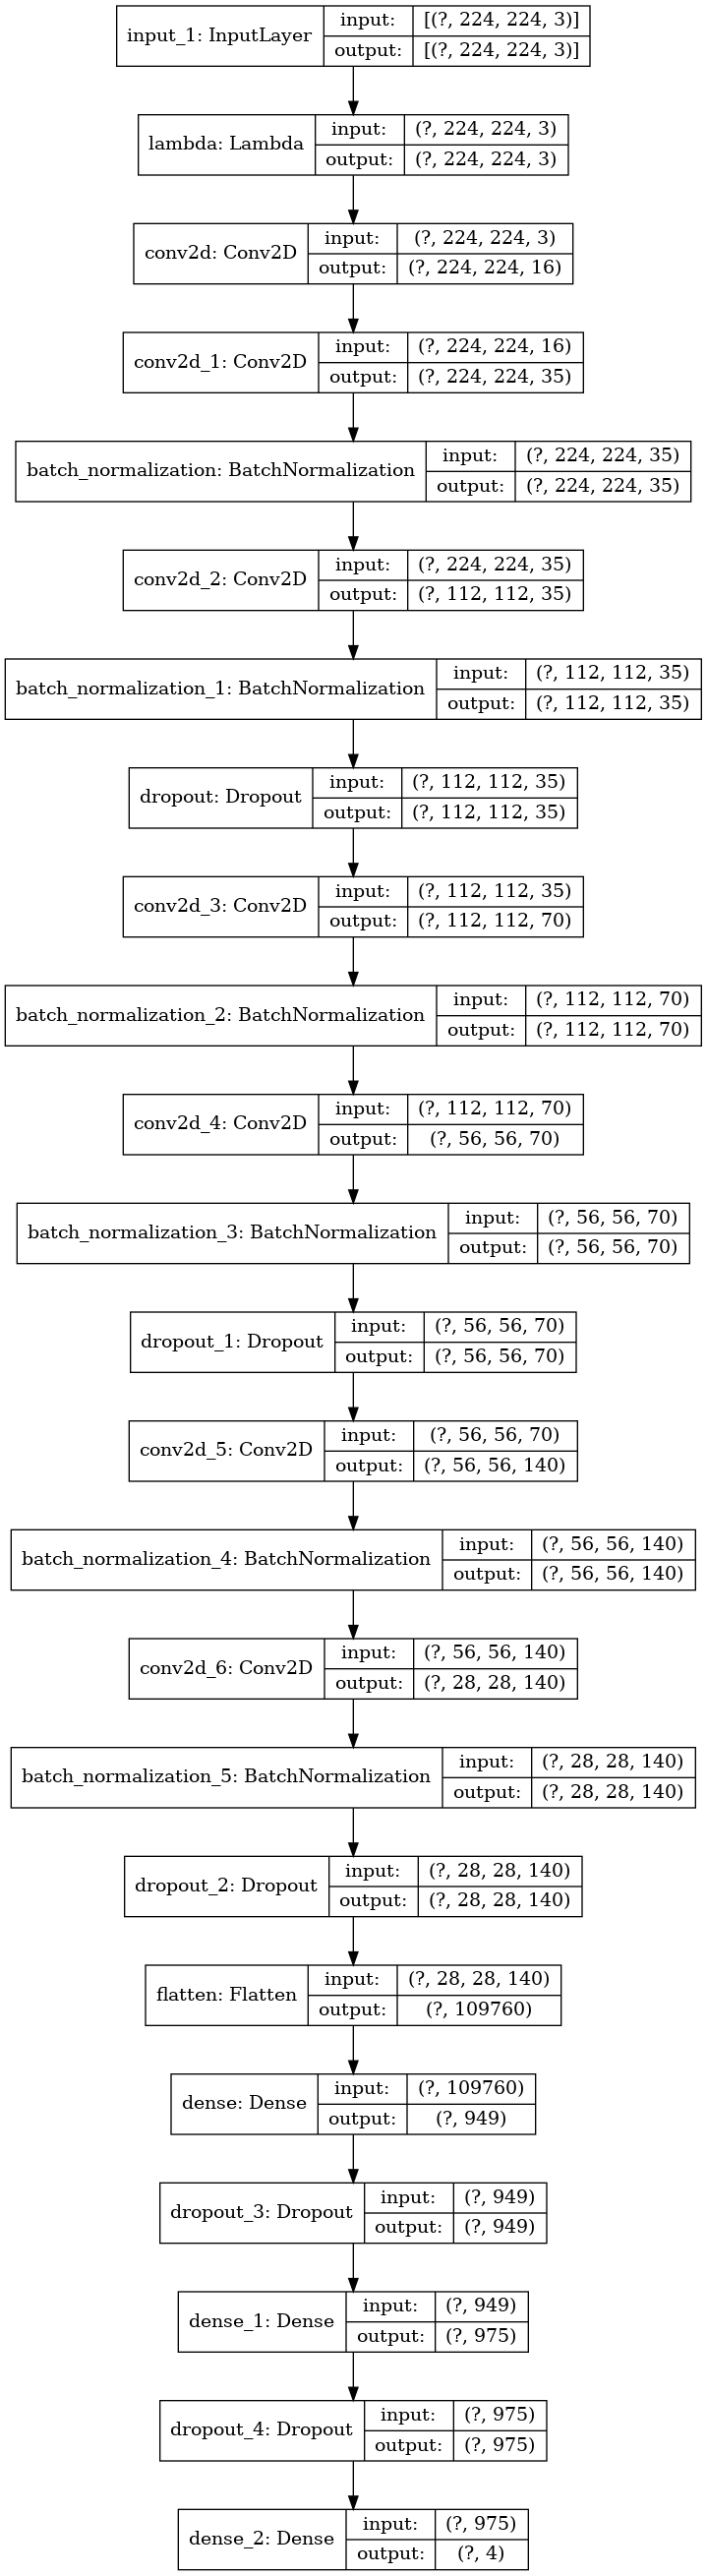 input_1: InputLayer
input: [(?, 224, 224, 3)]
output: [(?, 224, 224, 3)]
lambda: Lambda
input: (?, 224, 224, 3)
output: (?, 224, 224, 3)
conv2d: Conv2D
input: (?, 224, 224, 3)
output: (?, 224, 224, 16)
conv2d_1: Conv2D
input: (?, 224, 224, 16)
output: (?, 224, 224, 35)
batch_normalization: BatchNormalization
input: (?, 224, 224, 35)
output: (?, 224, 224, 35)
conv2d_2: Conv2D
input: (?, 224, 224, 35)
output: (?, 112, 112, 35)
batch_normalization_1: BatchNormalization
input: (?, 112, 112, 35)
output: (?, 112, 112, 35)
dropout: Dropout
input: (?, 112, 112, 35)
output: (?, 112, 112, 35)
conv2d_3: Conv2D
input: (?, 112, 112, 35)
output: (?, 112, 112, 70)
batch_normalization_2: BatchNormalization
input: (?, 112, 112, 70)
output: (?, 112, 112, 70)
conv2d_4: Conv2D
input: (?, 112, 112, 70)
output: (?, 56, 56, 70)
batch_normalization_3: BatchNormalization
input: (?, 56, 56, 70)
output: (?, 56, 56, 70)
dropout_1: Dropout
input: (?, 56, 56, 70)
output: (?, 56, 56, 70)
conv2d_5: Conv2D
input: (?, 56, 56, 70)
output: (?, 56, 56, 140)
batch_normalization_4: BatchNormalization
input: (?, 56, 56, 140)
output: (?, 56, 56, 140)
conv2d_6: Conv2D
input: (?, 56, 56, 140)
output: (?, 28, 28, 140)
batch_normalization_5: BatchNormalization
input: (?, 28, 28, 140)
output: (?, 28, 28, 140)
dropout_2: Dropout
input: (?, 28, 28, 140)
output: (?, 28, 28, 140)
flatten: Flatten
input: (?, 28, 28, 140)
output: (?, 109760)
dense: Dense
input: (?, 109760)
output: (?, 949)
dropout_3: Dropout
input: (?, 949)
output: (?, 949)
dense_1: Dense
input: (?, 949)
output: (?, 975)
dropout_4: Dropout
input: (?, 975)
output: (?, 975)
dense_2: Dense
input: (?, 975)
output: (?, 4)